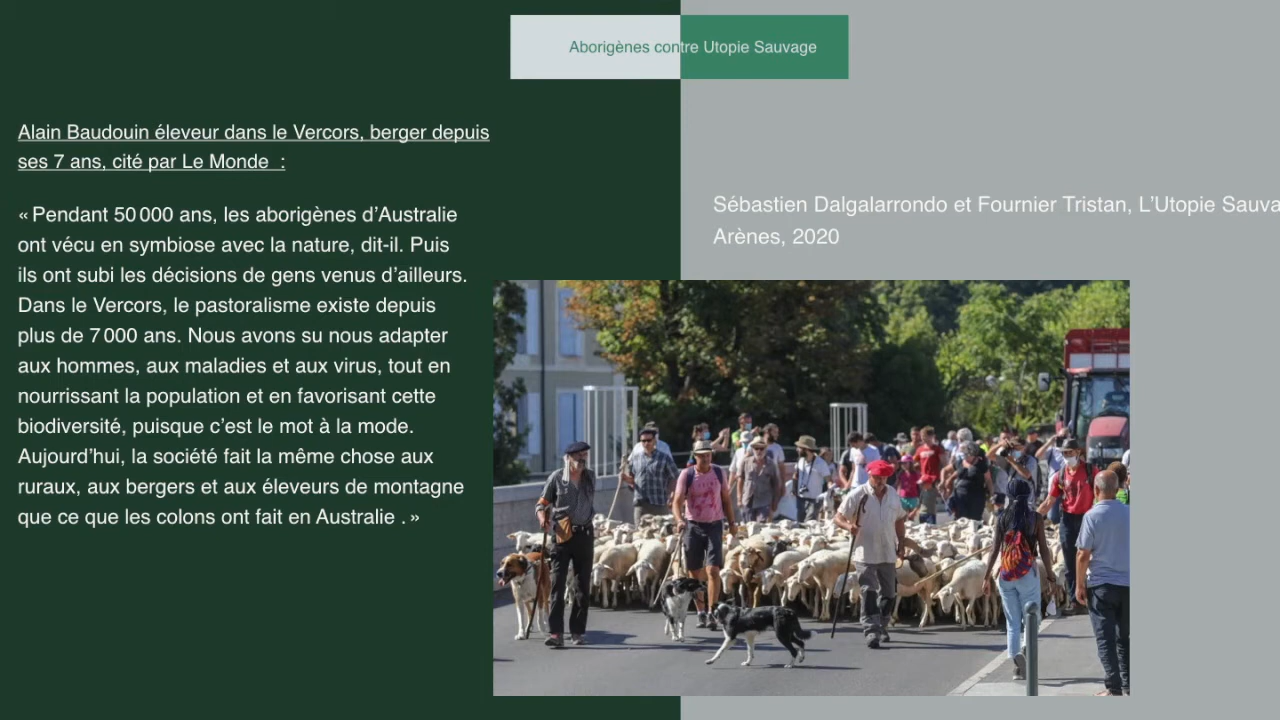 Aborigènes contre Utopie Sauvage
Alain Baudouin éleveur dans le Vercors, berger depuis
ses 7 ans, cité par Le Monde  :
« Pendant 50 000 ans, les aborigènes d’Australie
ont vécu en symbiose avec la nature, dit-il. Puis
ils ont subi les décisions de gens venus d’ailleurs.
Dans le Vercors, le pastoralisme existe depuis
plus de 7 000 ans. Nous avons su nous adapter
aux hommes, aux maladies et aux virus, tout en
nourrissant la population et en favorisant cette
biodiversité, puisque c’est le mot à la mode.
Aujourd’hui, la société fait la même chose aux
ruraux, aux bergers et aux éleveurs de montagne
que ce que les colons ont fait en Australie . »
Sébastien Dalgalarrondo et Fournier Tristan, L’Utopie Sauva
Arènes, 2020